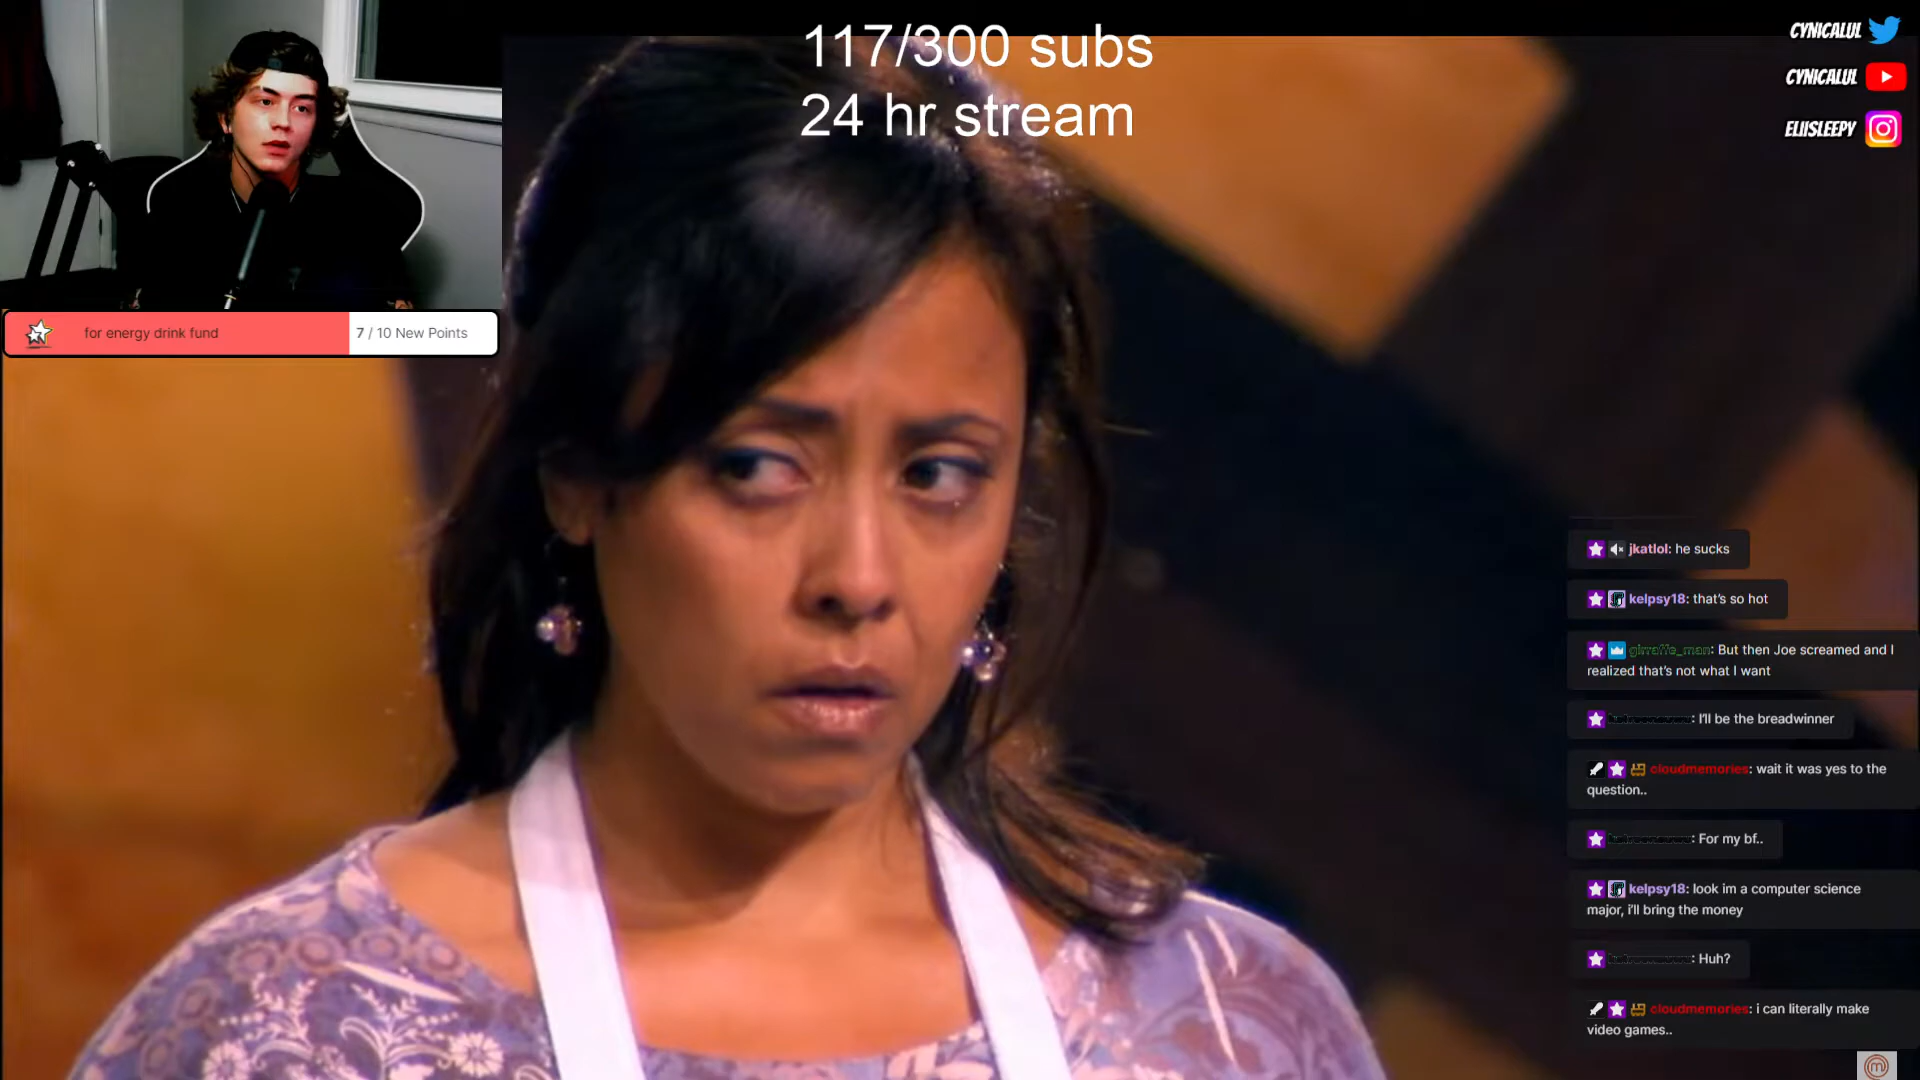 117/300 subs
24 hr stream
CYNICALUL
CYNICALUL
ELIISLEEPY
for energy drink fund
7 / 10 New Points
jkatlol: he sucks
kelpsy18: that's so hot
girraffe_man: But then Joe screamed and I
realized that's not what I want
: I'll be the breadwinner
cloudmemories: wait it was yes to the
question..
: For my bf..
kelpsy18: look im a computer science
major, i'll bring the money
: Huh?
cloudmemories: i can literally make
video games..